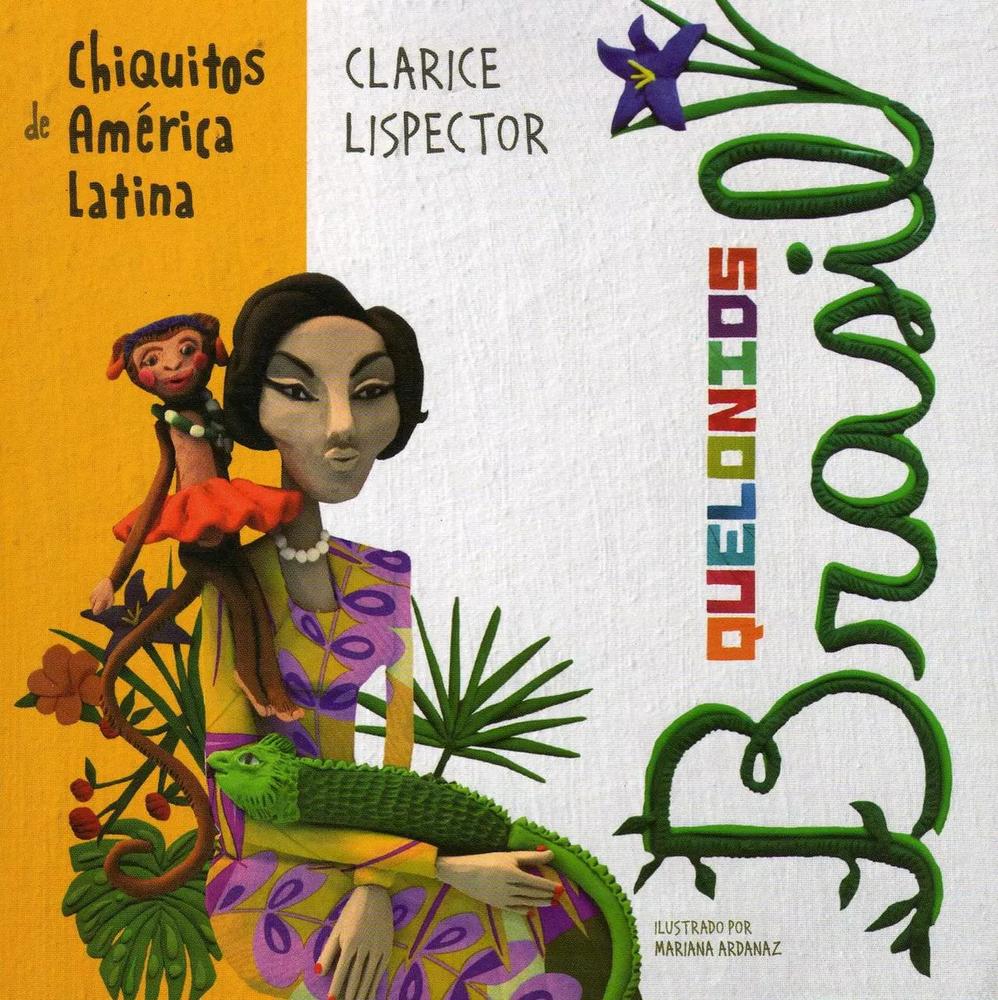 Chiquitos
de América
Latina
CLARICE
LISPECTOR
QUELONIOS
Brasil
ILUSTRADO POR
MARIANA ARDANAZ